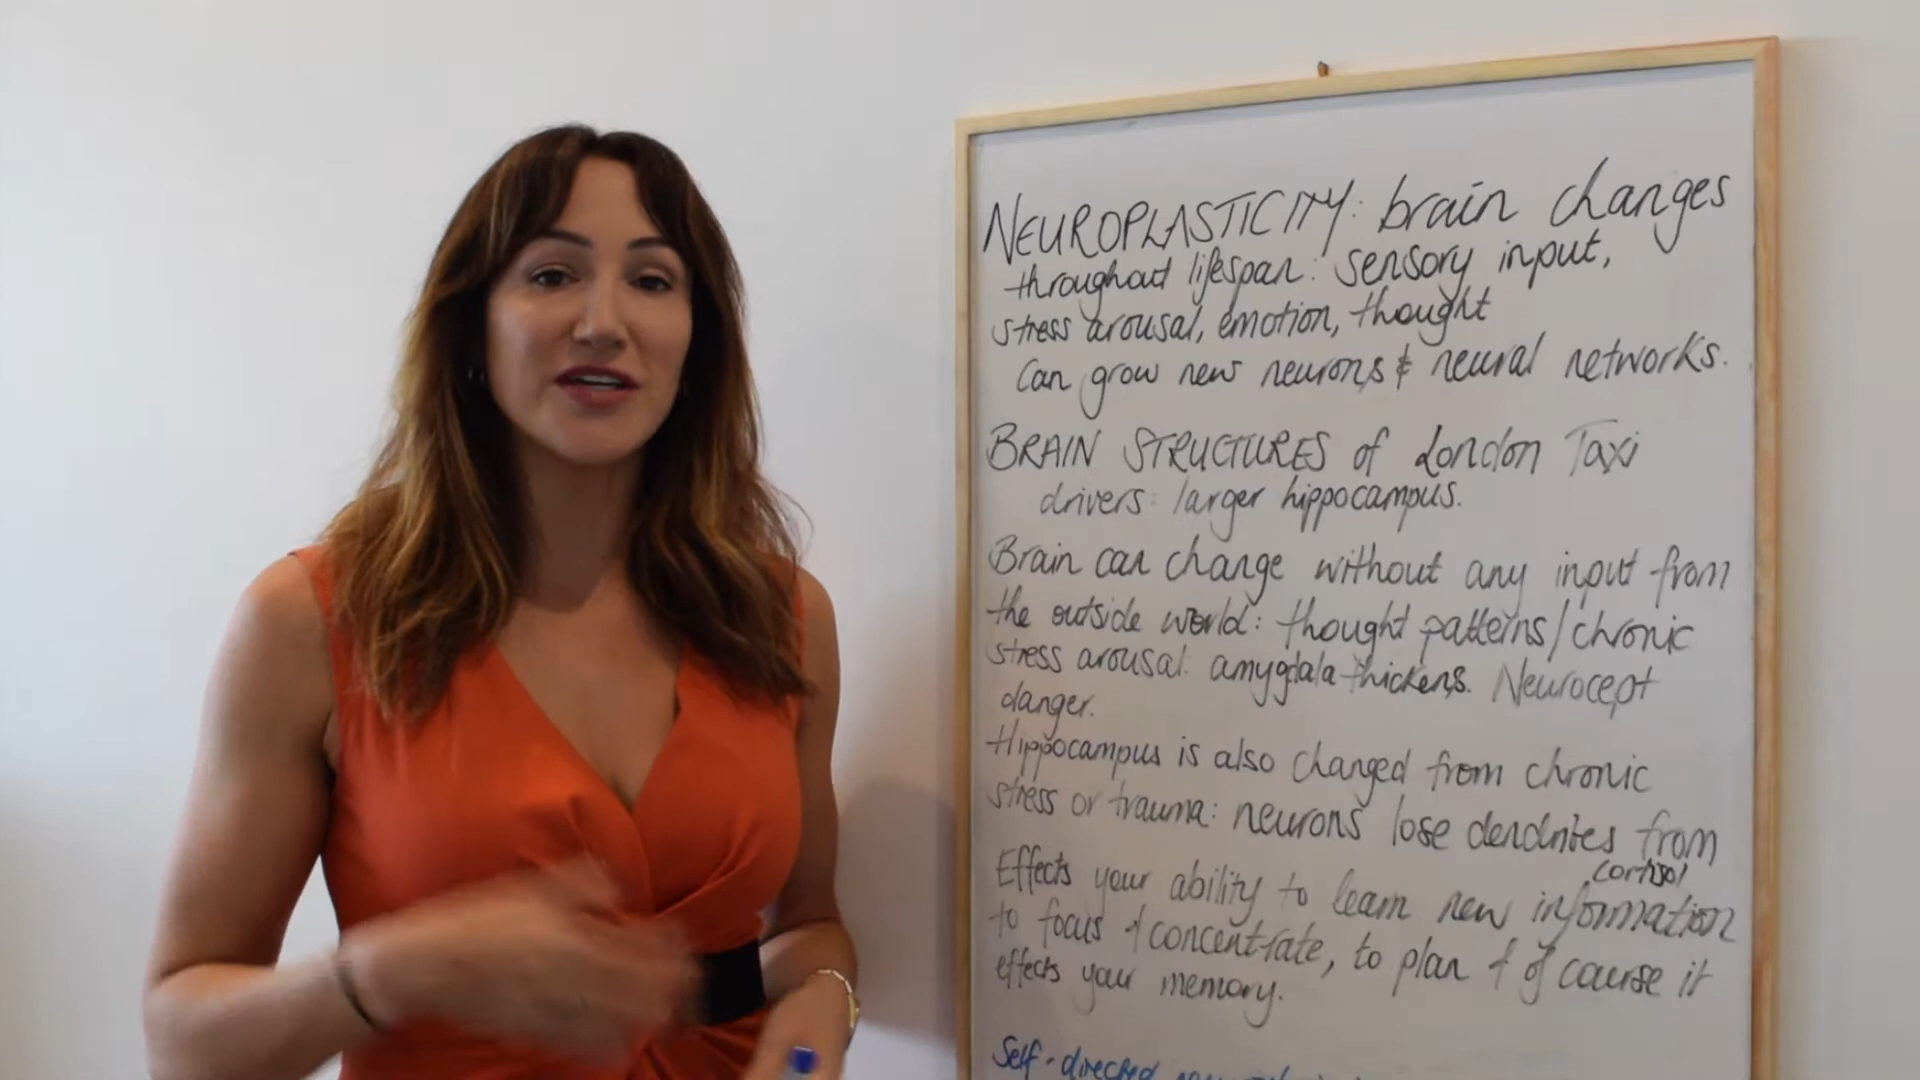 NEUROPLASTICITY: brain changes
throughout lifespan: sensory input,
stress arousal, emotion, thought
Can grow new neurons & neural networks.
BRAIN STRUCTURES of London Taxi
drivers: larger hippocampus.
Brain can change without any input from
the outside world: thought patterns/chronic
stress arousal: amygdala thickens. Neurocept
danger.
Hippocampus is also changed from chronic
stress or trauma: neurons lose dendrites from
cortisol
Effects your ability to learn new information
to focus & concentrate, to plan & of course it
effects your memory.
Self-directed